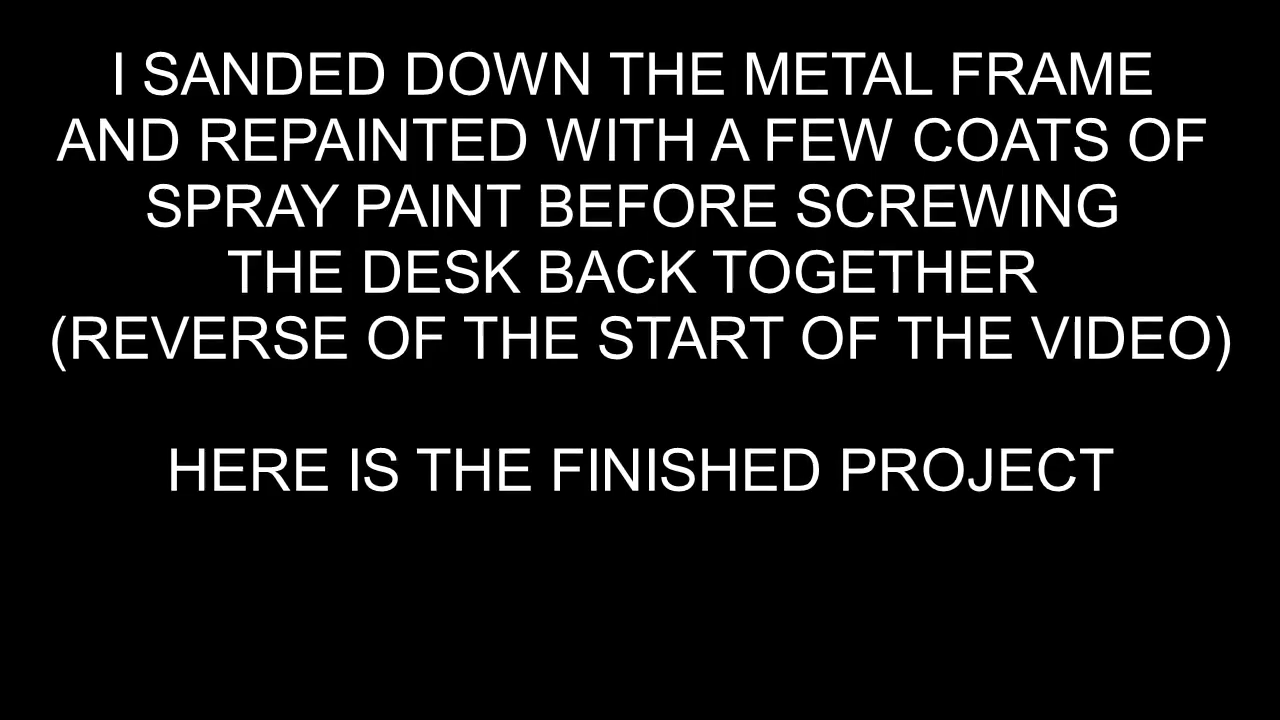 I SANDED DOWN THE METAL FRAME
AND REPAINTED WITH A FEW COATS OF
SPRAY PAINT BEFORE SCREWING
THE DESK BACK TOGETHER
(REVERSE OF THE START OF THE VIDEO)
HERE IS THE FINISHED PROJECT